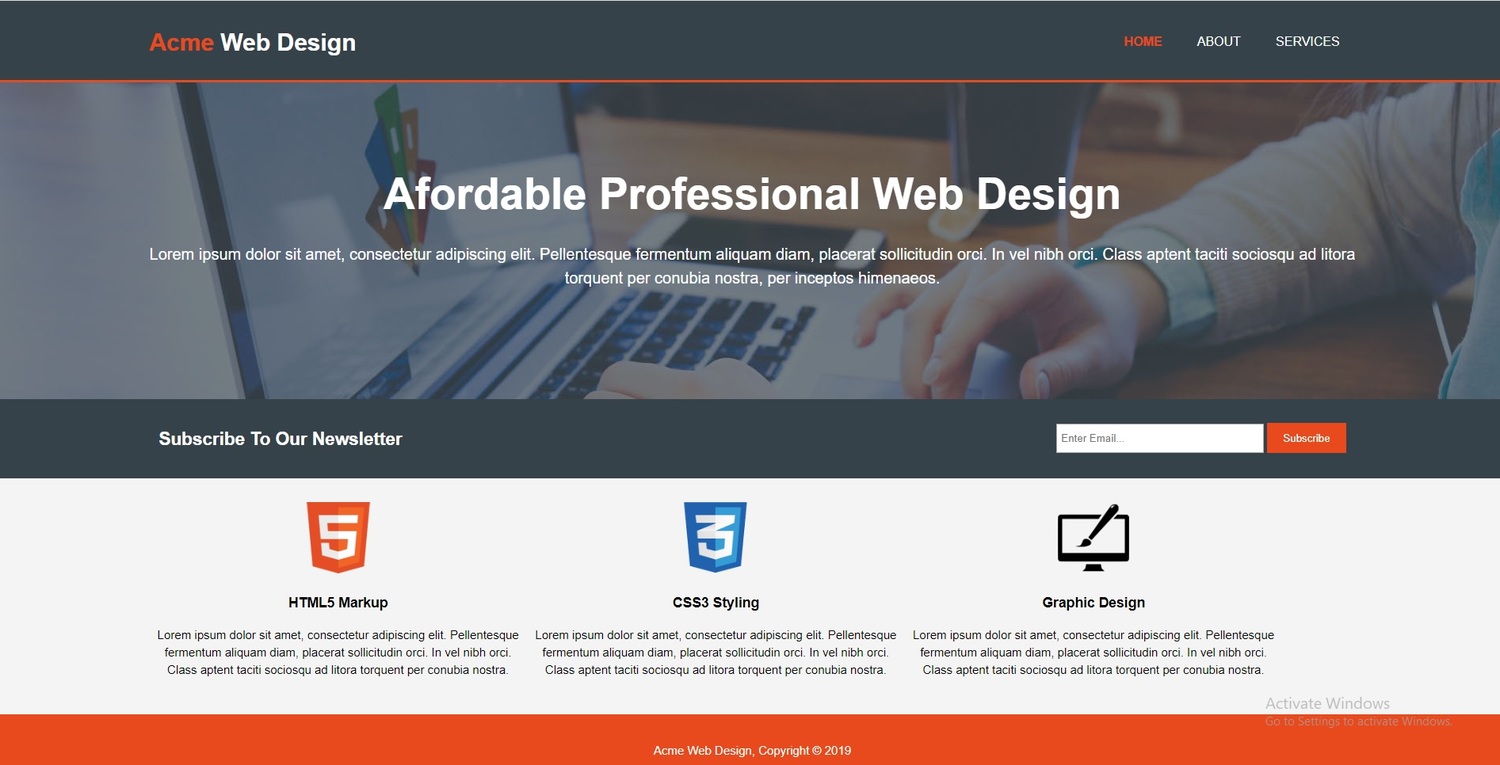 Acme Web Design
HOME ABOUT SERVICES
Afordable Professional Web Design
Lorem ipsum dolor sit amet, consectetur adipiscing elit. Pellentesque fermentum aliquam diam, placerat sollicitudin orci. In vel nibh orci. Class aptent taciti sociosqu ad litora
torquent per conubia nostra, per inceptos himenaeos.
Subscribe To Our Newsletter
Enter Email...
Subscribe
5
3
HTML5 Markup
Lorem ipsum dolor sit amet, consectetur adipiscing elit. Pellentesque
fermentum aliquam diam, placerat sollicitudin orci. In vel nibh orci.
Class aptent taciti sociosqu ad litora torquent per conubia nostra.
CSS3 Styling
Lorem ipsum dolor sit amet, consectetur adipiscing elit. Pellentesque
fermentum aliquam diam, placerat sollicitudin orci. In vel nibh orci.
Class aptent taciti sociosqu ad litora torquent per conubia nostra.
Graphic Design
Lorem ipsum dolor sit amet, consectetur adipiscing elit. Pellentesque
fermentum aliquam diam, placerat sollicitudin orci. In vel nibh orci.
Class aptent taciti sociosqu ad litora torquent per conubia nostra.
Activate Windows
Go to Settings to activate Windows.
Acme Web Design, Copyright © 2019